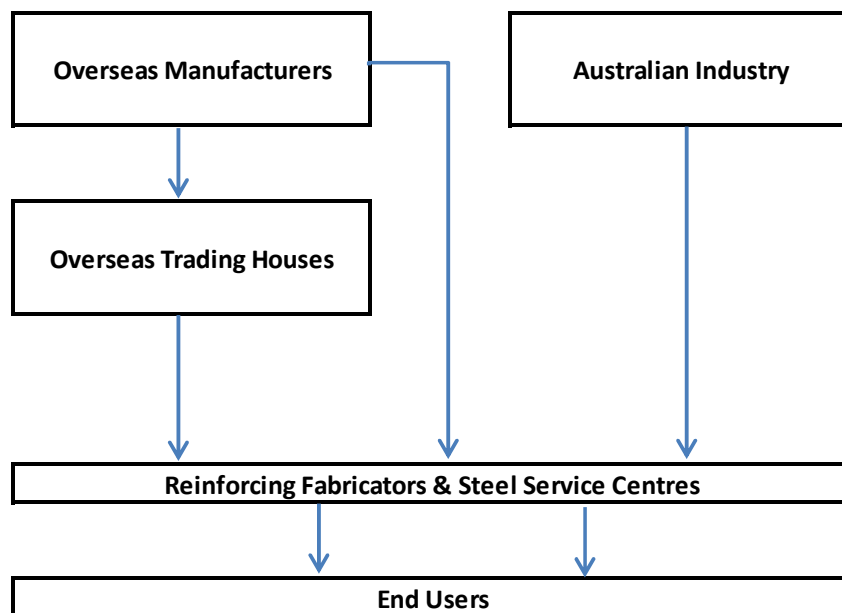 Overseas Manufacturers
Australian Industry
Overseas Trading Houses
Reinforcing Fabricators & Steel Service Centres
End Users